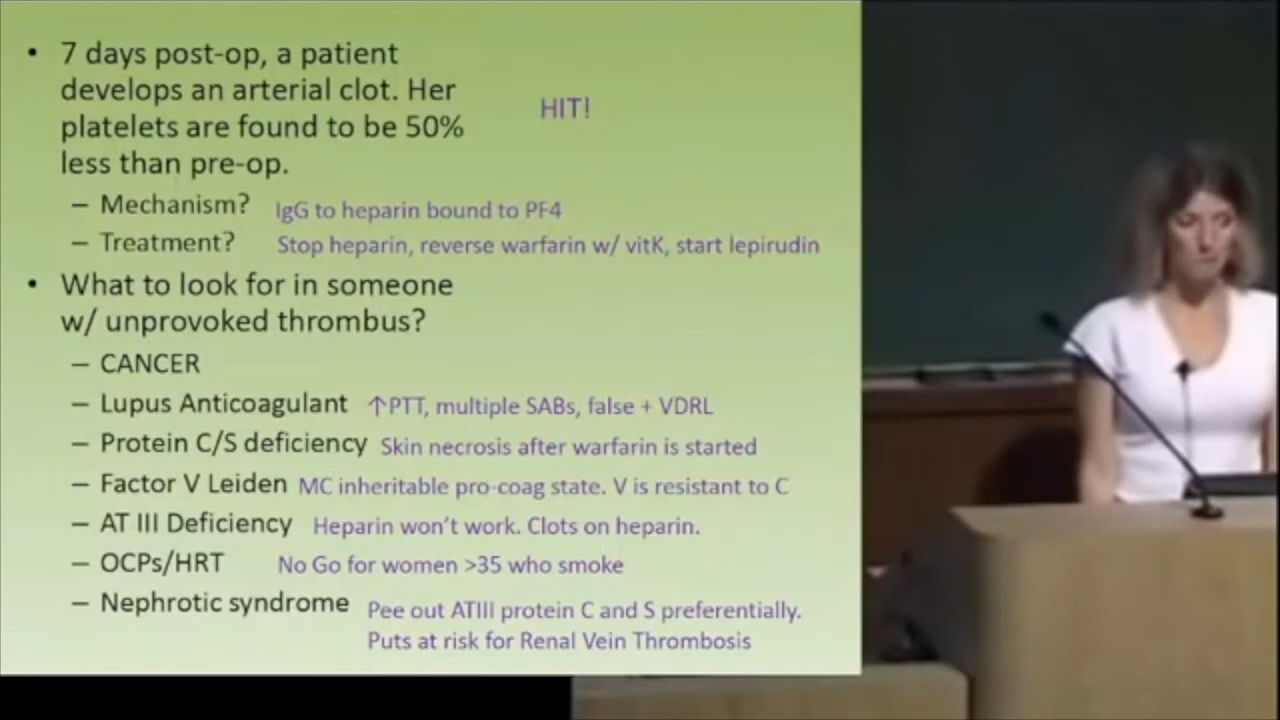 • 7 days post-op, a patient
develops an arterial clot. Her
platelets are found to be 50%
less than pre-op.
HIT!
– Mechanism? IgG to heparin bound to PF4
– Treatment? Stop heparin, reverse warfarin w/ vitK, start lepirudin
• What to look for in someone
w/ unprovoked thrombus?
– CANCER
– Lupus Anticoagulant ↑PTT, multiple SABs, false + VDRL
– Protein C/S deficiency Skin necrosis after warfarin is started
– Factor V Leiden MC inheritable pro-coag state. V is resistant to C
– AT III Deficiency Heparin won't work. Clots on heparin.
– OCPs/HRT No Go for women >35 who smoke
– Nephrotic syndrome Pee out ATIII protein C and S preferentially.
Puts at risk for Renal Vein Thrombosis